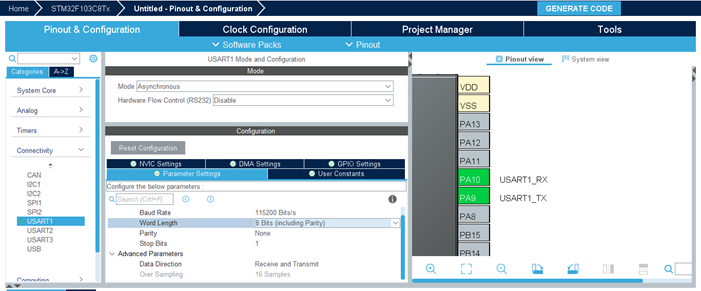 Home
STM32F103C8Tx
Untitled - Pinout & Configuration
GENERATE CODE
Pinout & Configuration
Clock Configuration
Project Manager
Tools
Software Packs
Pinout
Categories
A->Z
System Core
Analog
Timers
Connectivity
CAN
I2C1
I2C2
SPI1
SPI2
USART1
USART2
USART3
USB
Computing
USART1 Mode and Configuration
Mode
Mode Asynchronous
Hardware Flow Control (RS232) Disable
Configuration
Reset Configuration
NVIC Settings
DMA Settings
GPIO Settings
Parameter Settings
User Constants
Configure the below parameters :
Search (Crtl+F)
Baud Rate 115200 Bits/s
Word Length 8 Bits (including Parity)
Parity None
Stop Bits 1
Advanced Parameters
Data Direction Receive and Transmit
Over Sampling 16 Samples
Pinout view
System view
VDD
VSS
PA13
PA12
PA11
PA10 USART1_RX
PA9 USART1_TX
PA8
PB15
PB14